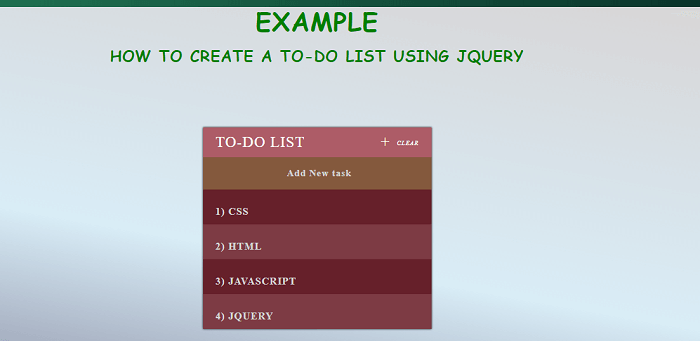 EXAMPLE
HOW TO CREATE A TO-DO LIST USING JQUERY
TO-DO LIST + CLEAR
Add New task
1) CSS
2) HTML
3) JAVASCRIPT
4) JQUERY